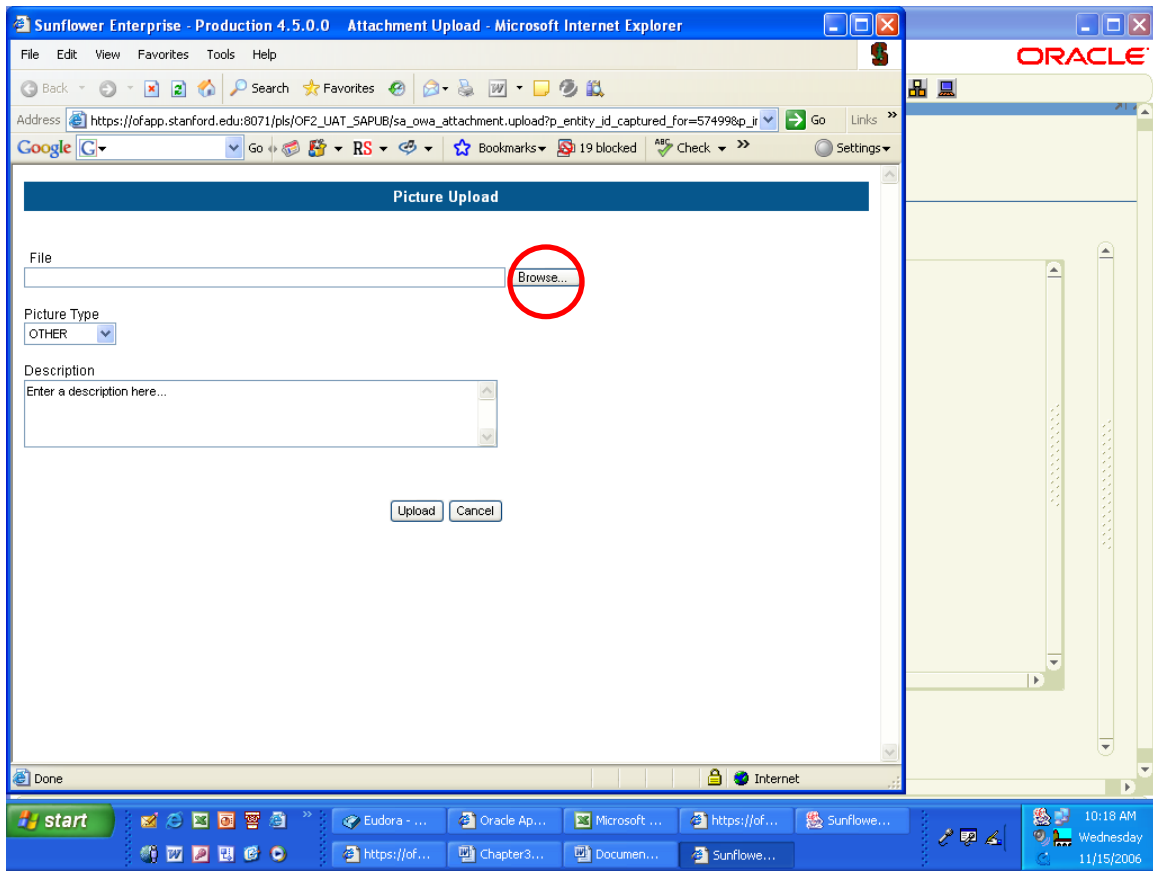 Sunflower Enterprise - Production 4.5.0.0 Attachment Upload - Microsoft Internet Explorer
File Edit View Favorites Tools Help
ORACLE
Back Search Favorites
Address https://ofapp.stanford.edu:8071/pls/OF2_UAT_SAPUB/sa_owa_attachment.upload?p_entity_id_captured_for=57499&p_ir Go Links »
Google G Go RS Bookmarks 19 blocked ABC Check » Settings
Picture Upload
File
Browse...
Picture Type
OTHER
Description
Enter a description here...
Upload Cancel
Done Internet
start » Eudora - ... Oracle Ap... Microsoft ... https://of... Sunflowe... 10:18 AM
Wednesday
https://of... Chapter3... Documen... Sunflowe... 11/15/2006